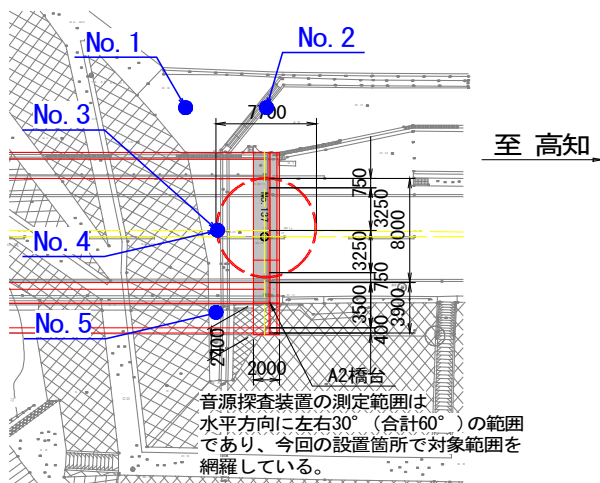 No. 1
No. 2
7700
No. 3
至 高知
750
3250
8000
No. 4
3250
750
No. 5
3500
3900
400
2400
2000
A2橋台
音源探査装置の測定範囲は
水平方向に左右30°（合計60°）の範囲
であり、今回の設置箇所で対象範囲を
網羅している。